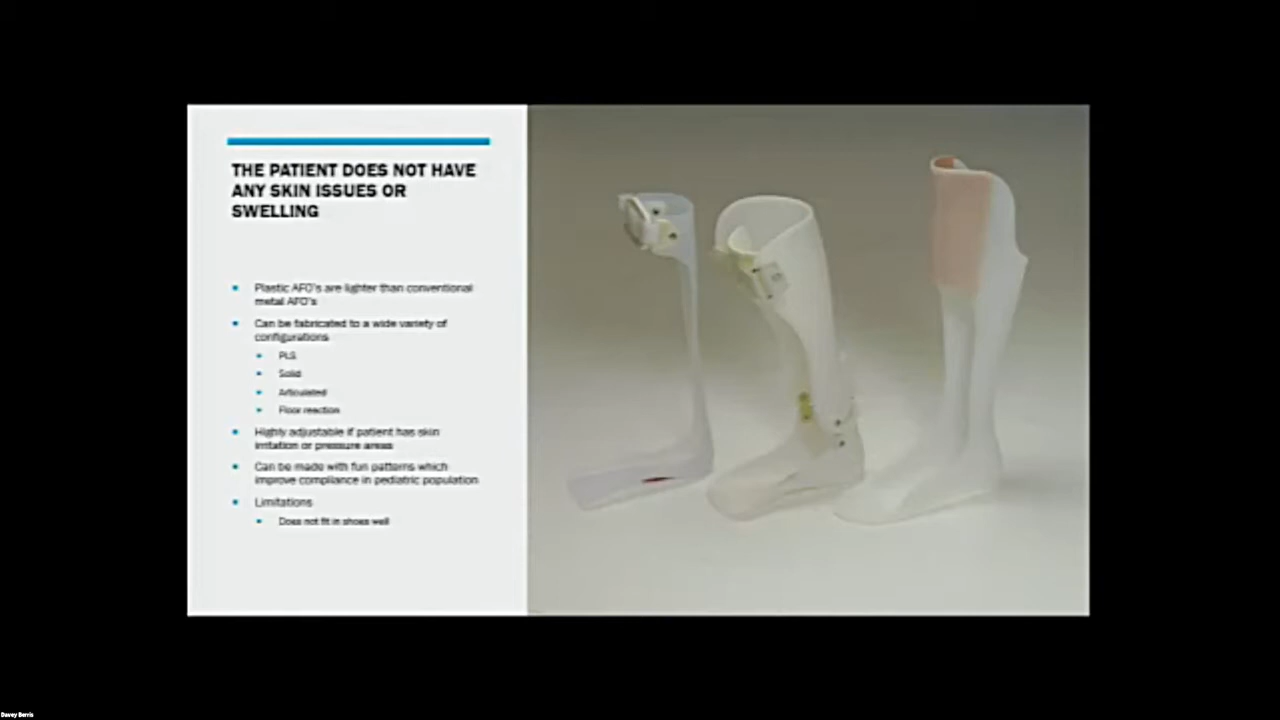 THE PATIENT DOES NOT HAVE
ANY SKIN ISSUES OR
SWELLING
Plastic AFO's are lighter than conventional
metal AFO's
Can be fabricated to a wide variety of
configurations
PLS
Solid
Articulated
Floor reaction
Highly adjustable if patient has skin
irritation or pressure areas
Can be made with fun patterns which
improve compliance in pediatric population
Limitations
Does not fit in shoes well
Davey Berris